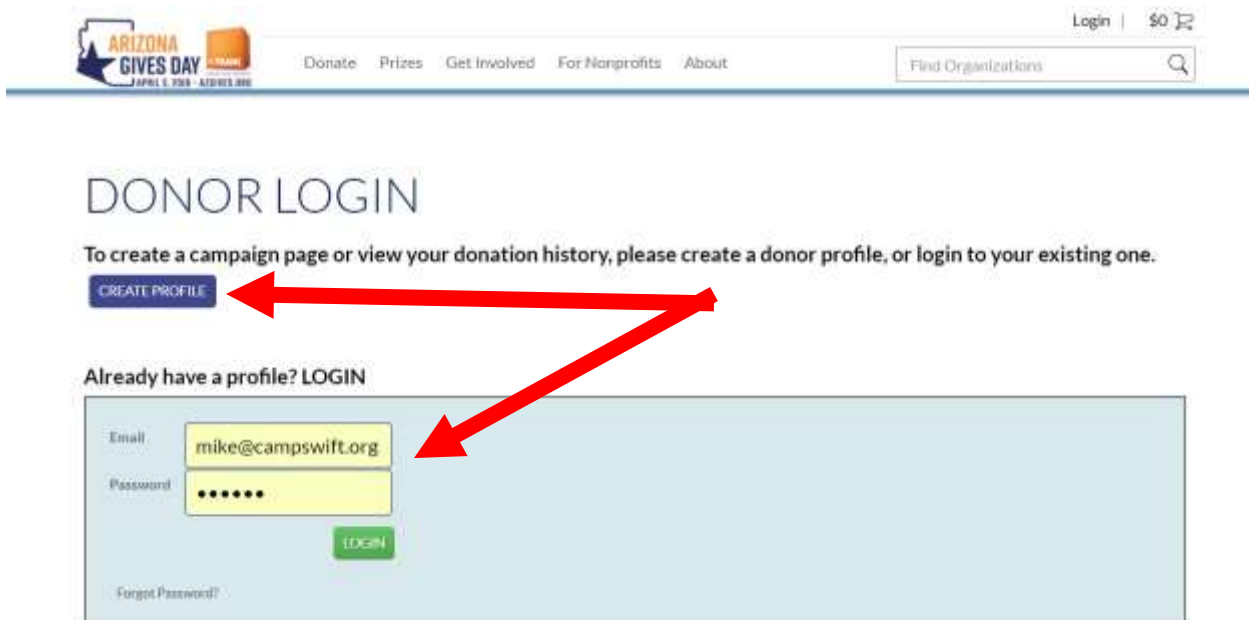 Login | $0
ARIZONA
GIVES DAY
Donate Prizes Get Involved For Nonprofits About
Find Organizations
DONOR LOGIN
To create a campaign page or view your donation history, please create a donor profile, or login to your existing one.
CREATE PROFILE
Already have a profile? LOGIN
Email
mike@campswift.org
Password
••••••
LOGIN
Forgot Password?